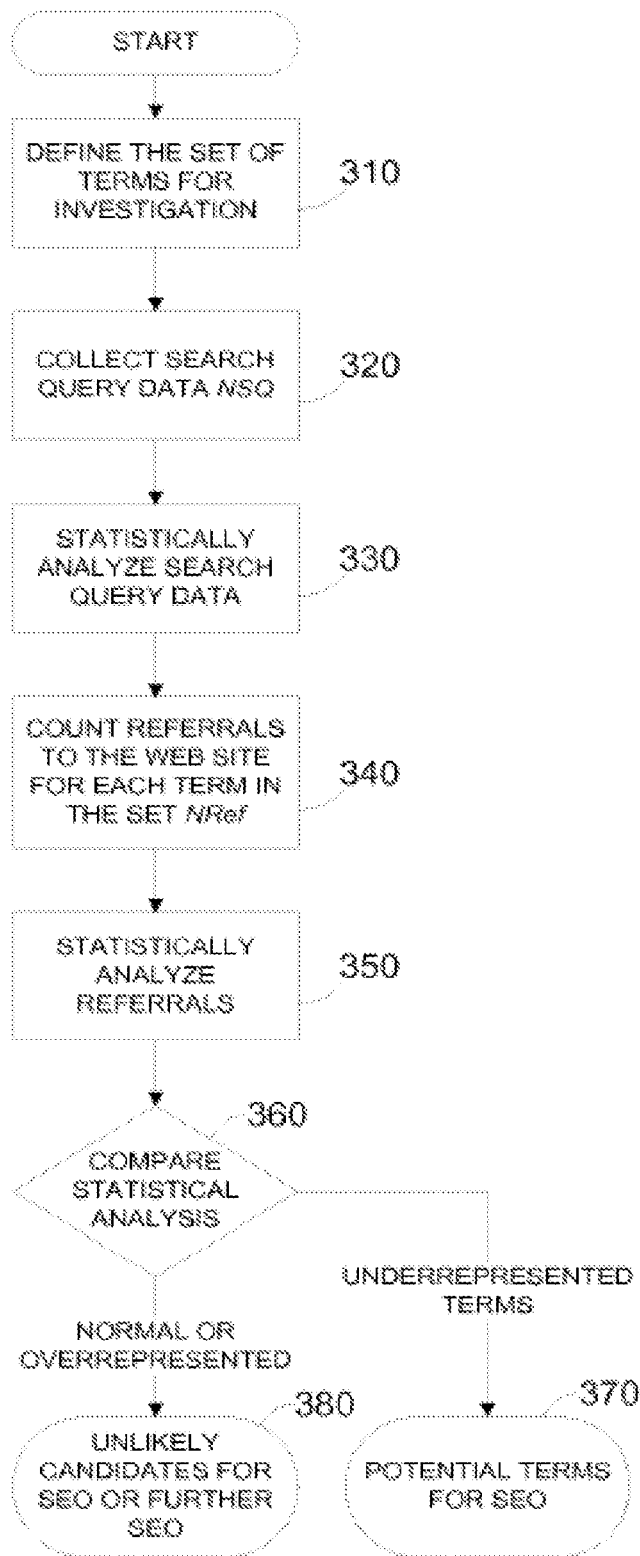 START
DEFINE THE SET OF
TERMS FOR
INVESTIGATION
310
COLLECT SEARCH
QUERY DATA NSQ
320
STATISTICALLY
ANALYZE SEARCH
QUERY DATA
330
COUNT REFERRALS
TO THE WEB SITE
FOR EACH TERM IN
THE SET NRef
340
STATISTICALLY
ANALYZE
REFERRALS
350
360
COMPARE
STATISTICAL
ANALYSIS
UNDERREPRESENTED
TERMS
NORMAL OR
OVERREPRESENTED
380
UNLIKELY
CANDIDATES FOR
SEO OR FURTHER
SEO
370
POTENTIAL TERMS
FOR SEO